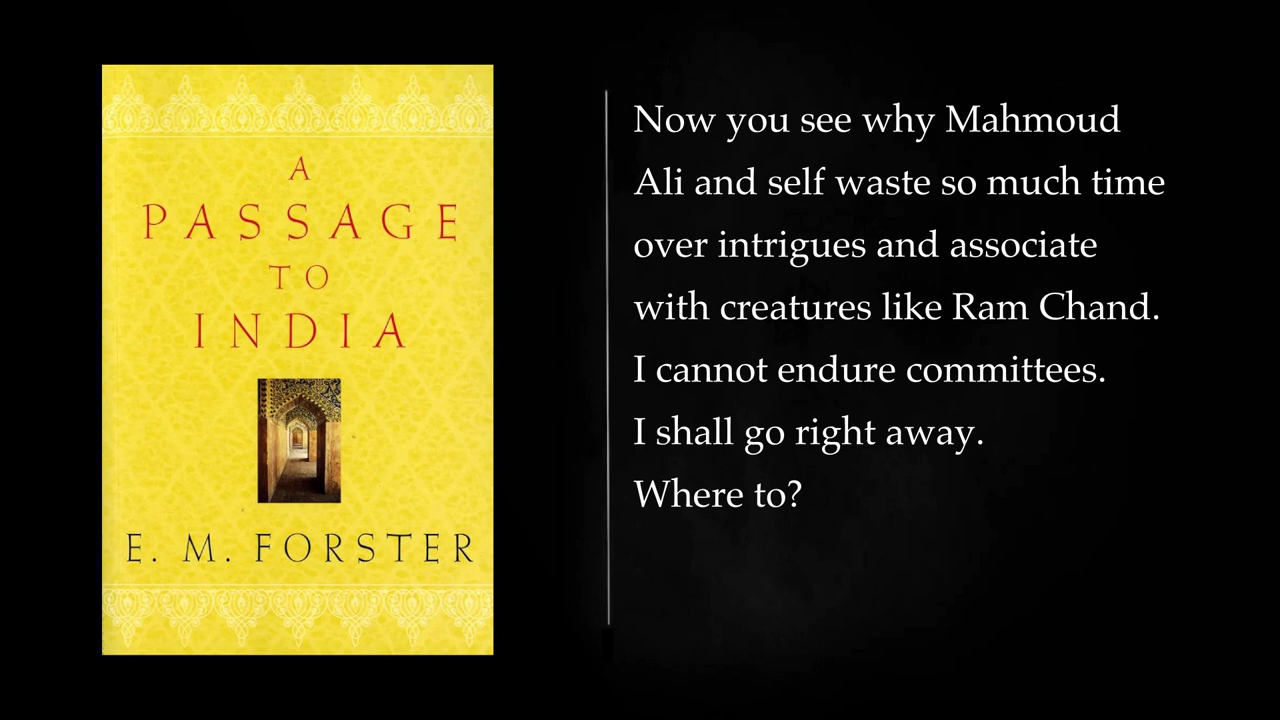 A
PASSAGE
TO
INDIA
E. M. FORSTER
Now you see why Mahmoud
Ali and self waste so much time
over intrigues and associate
with creatures like Ram Chand.
I cannot endure committees.
I shall go right away.
Where to?